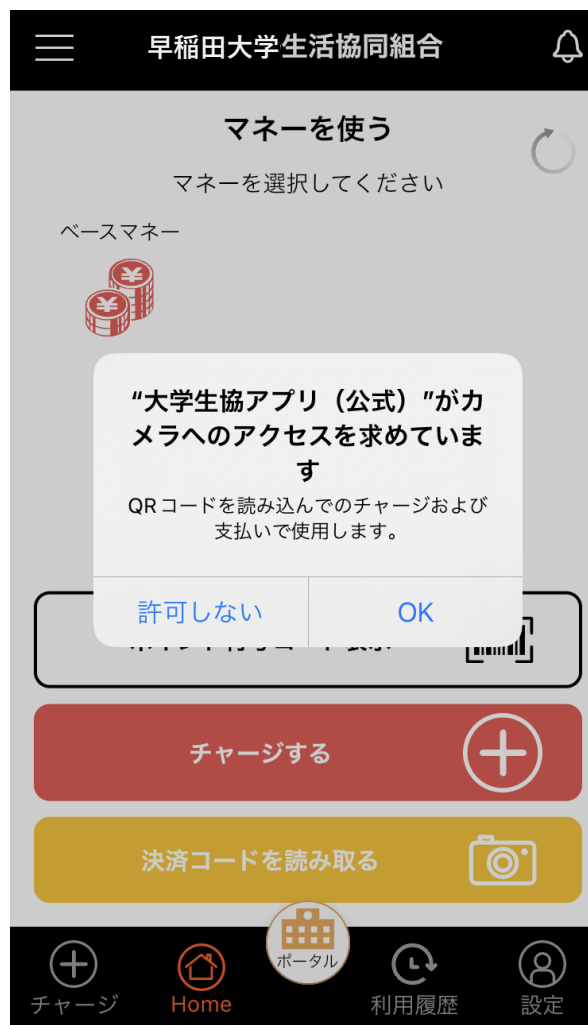 早稲田大学生活協同組合
マネーを使う
マネーを選択してください
ベースマネー
“大学生協アプリ（公式）”がカ
メラへのアクセスを求めていま
す
QRコードを読み込んでのチャージおよび
支払いで使用します。
許可しない
OK
チャージする
決済コードを読み取る
ポータル
チャージ
Home
利用履歴
設定